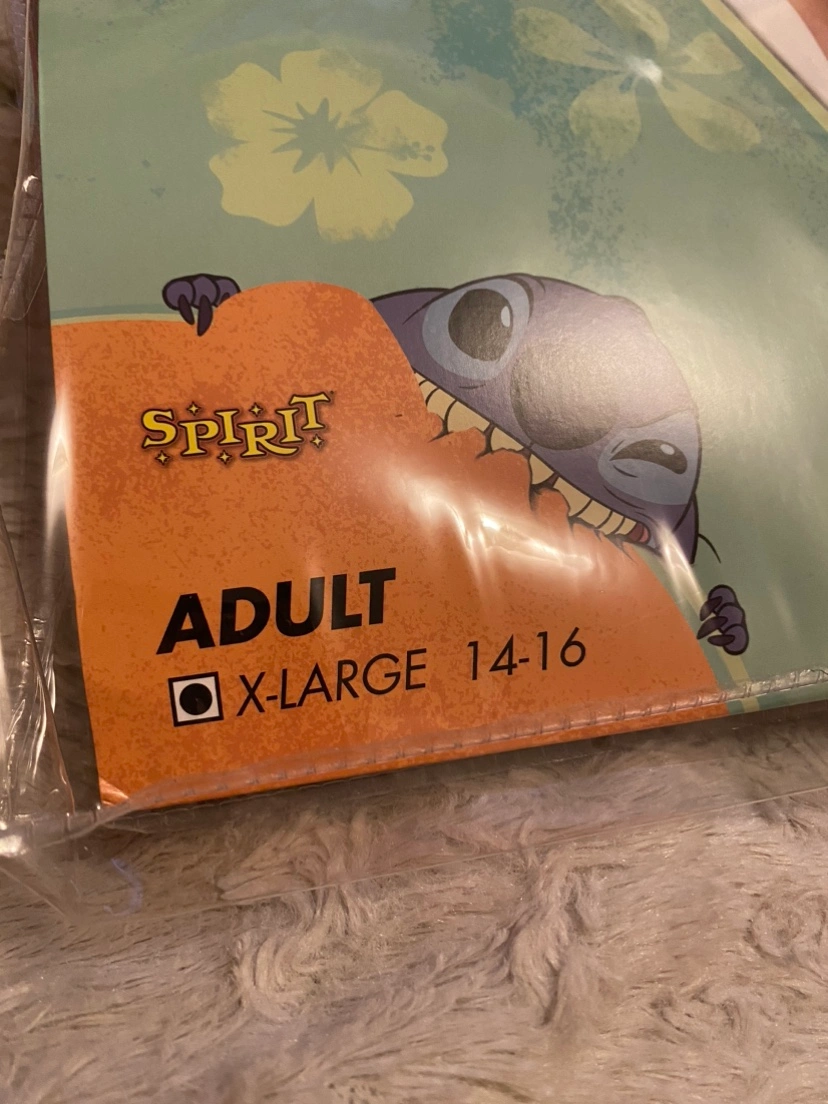 SPIRIT
ADULT
X-LARGE 14-16